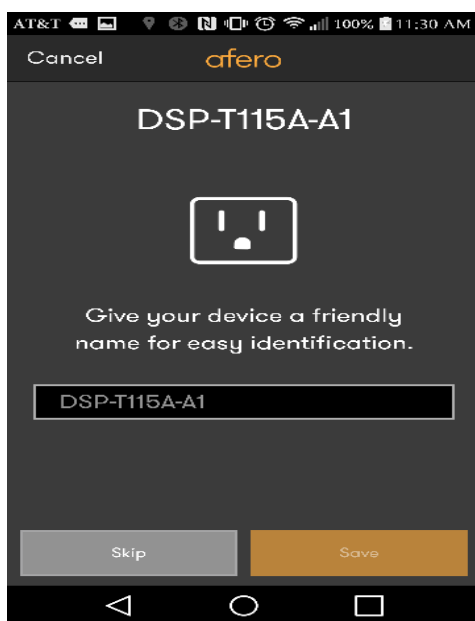 AT&T 100% 11:30 AM
Cancel afero
DSP-T115A-A1
Give your device a friendly
name for easy identification.
DSP-T115A-A1
Skip Save